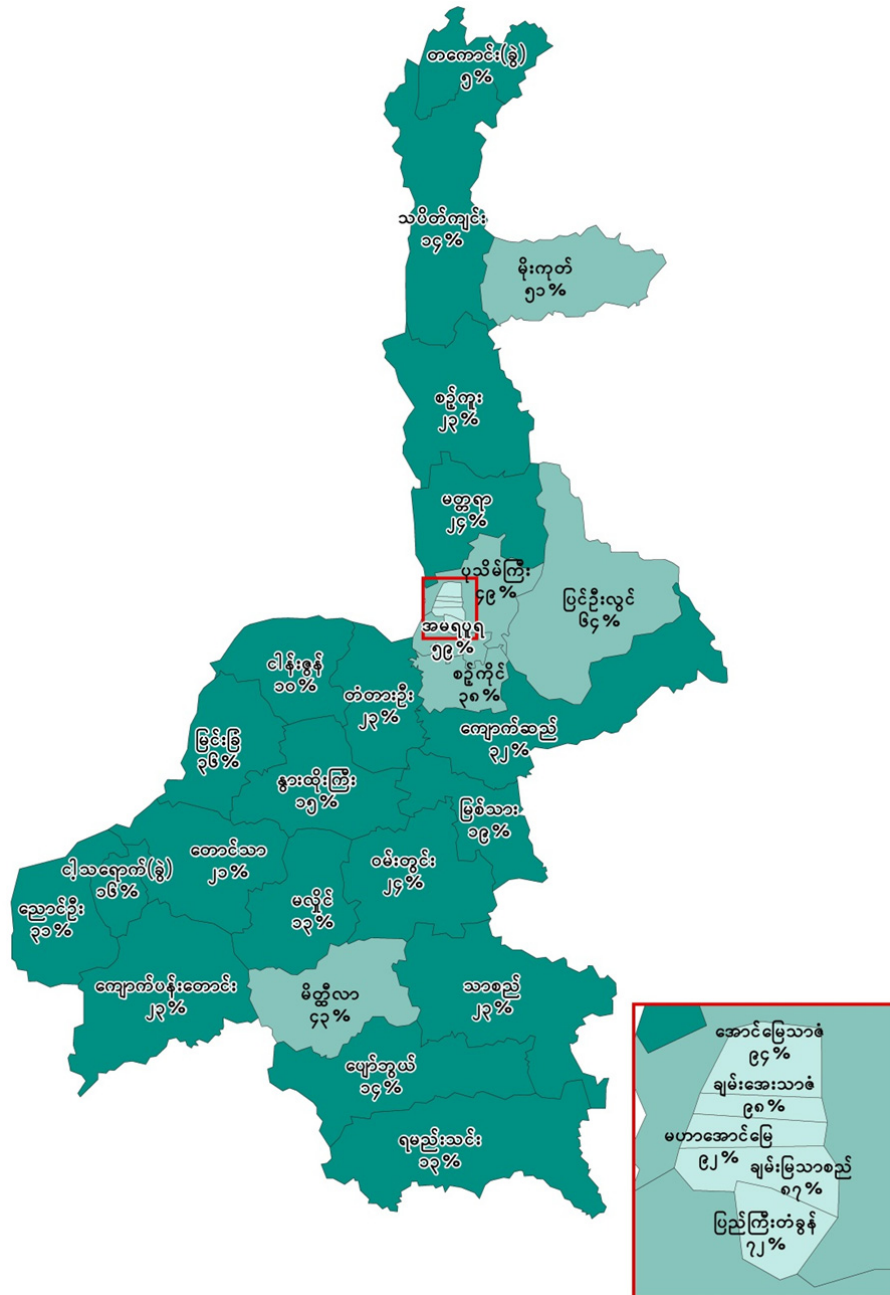 တကောင်း(ခွဲ)
၅%
သပိတ်ကျင်း
၁၄%
မိုးကုတ်
၅၁%
စဉ့်ကူး
၂၃%
မတ္တရာ
၂၄%
ပုသိမ်ကြီး
၄၉%
ပြင်ဦးလွင်
၆၄%
အမရပူရ
၅၉%
စဉ့်ကိုင်
၃၈%
ငါန်းဇွန်
၁၀%
တံတားဦး
၂၃%
ကျောက်ဆည်
၃၂%
မြင်းခြံ
၃၆%
နွားထိုးကြီး
၁၅%
မြစ်သား
၁၉%
တောင်သာ
၂၁%
ဝမ်းတွင်း
၂၄%
ငါ့သရောက်(ခွဲ)
၁၆%
မလှိုင်
၁၃%
ညောင်ဦး
၃၁%
ကျောက်ပန်းတောင်း
၂၃%
မိတ္ထီလာ
၄၃%
သာစည်
၂၃%
ပျော်ဘွယ်
၁၄%
ရမည်းသင်း
၁၃%
အောင်မြေသာဇံ
၉၄%
ချမ်းအေးသာဇံ
၉၈%
မဟာအောင်မြေ
၉၂%
ချမ်းမြသာစည်
၈၇%
ပြည်ကြီးတံခွန်
၇၂%